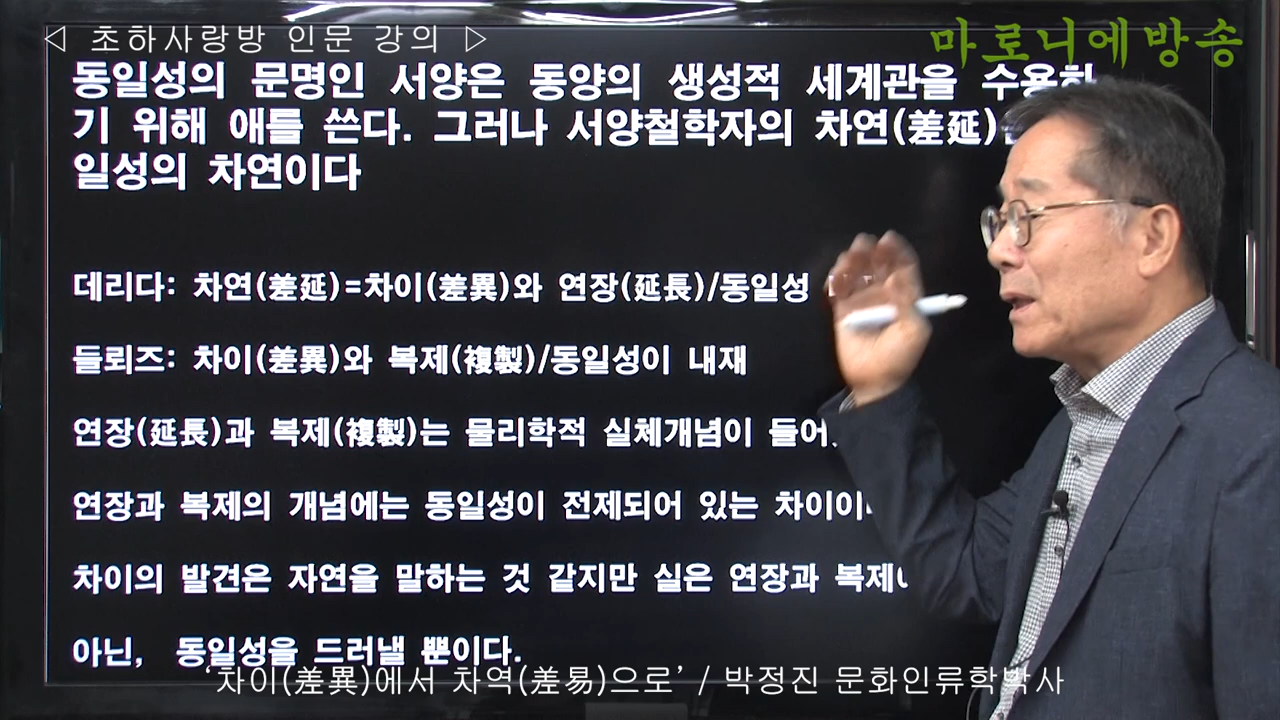 ◁ 초하사랑방 인문 강의 ▷
마로니에방송
동일성의 문명인 서양은 동양의 생성적 세계관을 수용하
기 위해 애를 쓴다. 그러나 서양철학자의 차연(差延)은
일성의 차연이다
데리다: 차연(差延)=차이(差異)와 연장(延長)/동일성
들뢰즈: 차이(差異)와 복제(複製)/동일성이 내재
연장(延長)과 복제(複製)는 물리학적 실체개념이 들어
연장과 복제의 개념에는 동일성이 전제되어 있는 차이이
차이의 발견은 자연을 말하는 것 같지만 실은 연장과 복제
아닌, 동일성을 드러낼 뿐이다.
‘차이(差異)에서 차역(差易)으로’ / 박정진 문화인류학박사